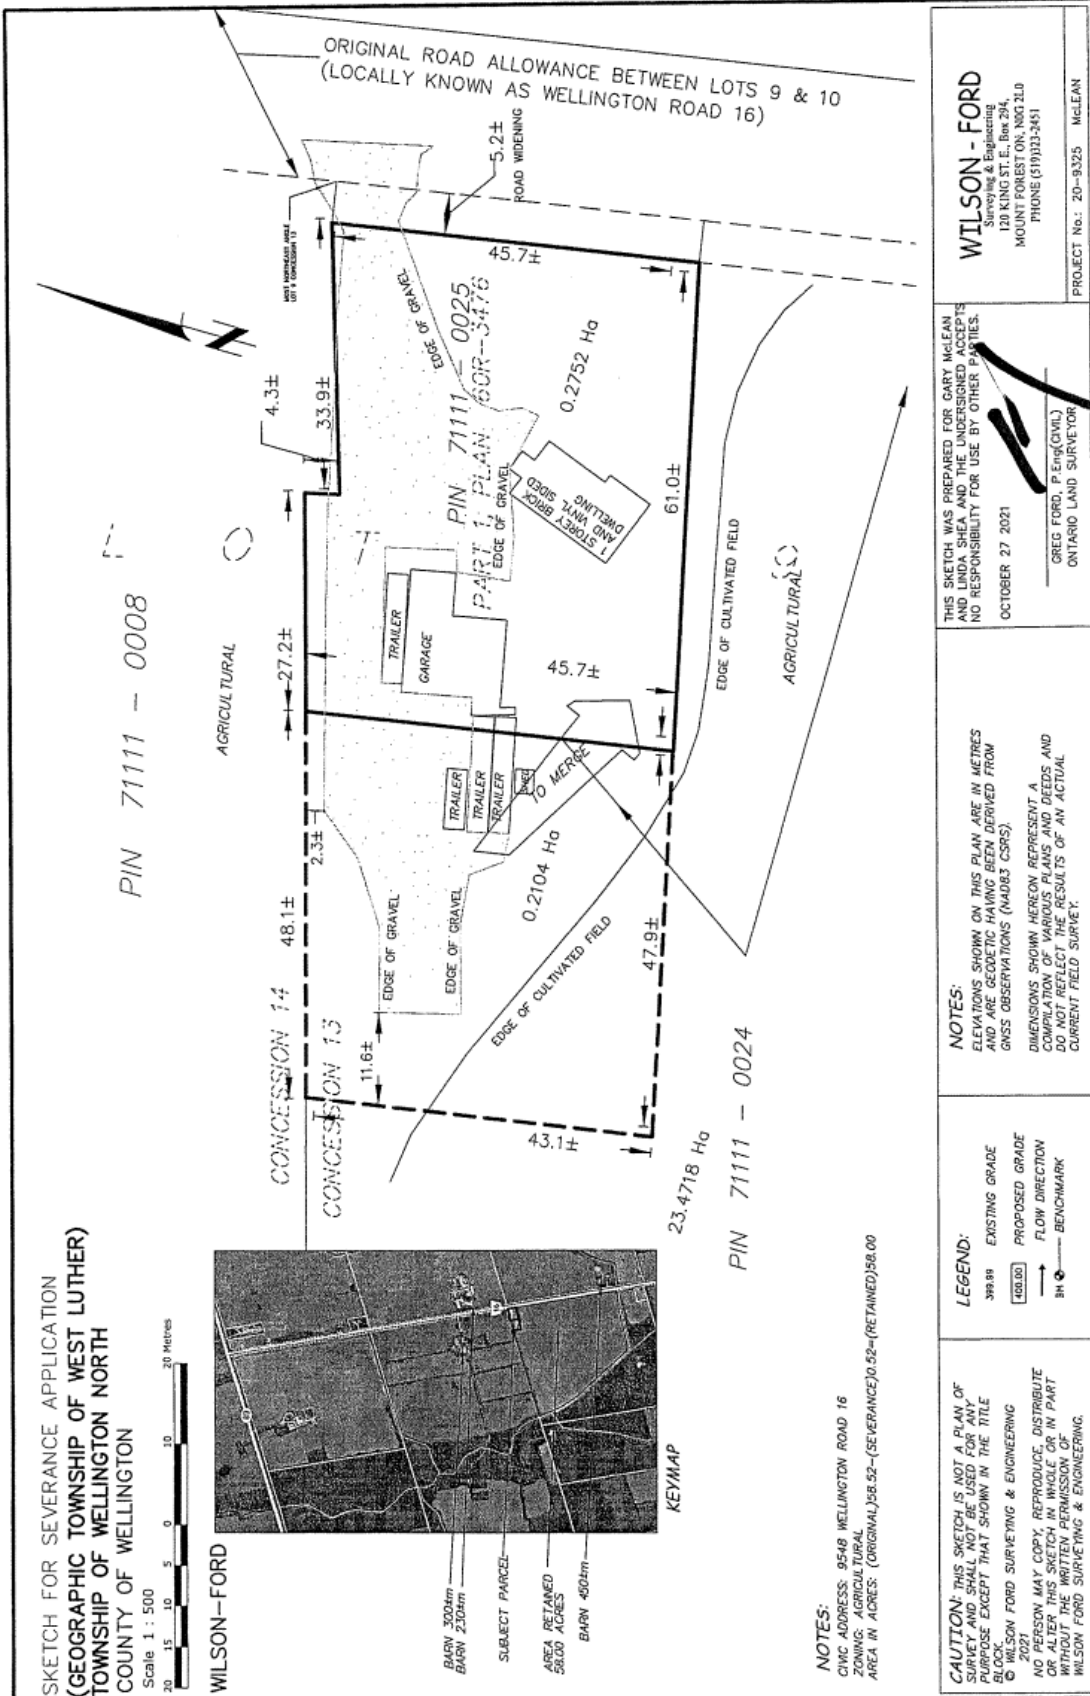 SKETCH FOR SEVERANCE APPLICATION
(GEOGRAPHIC TOWNSHIP OF WEST LUTHER)
TOWNSHIP OF WELLINGTON NORTH
COUNTY OF WELLINGTON
Scale 1 : 500
20 15 10 5 0 10 20 Metres
WILSON-FORD
BARN 300±m
BARN 230±m
SUBJECT PARCEL
AREA RETAINED
58.00 ACRES
BARN 450±m
KEYMAP
NOTES:
CIVIC ADDRESS: 9548 WELLINGTON ROAD 16
ZONING: AGRICULTURAL
AREA IN ACRES: (ORIGINAL)58.52-(SEVERANCE)0.52=(RETAINED)58.00
ORIGINAL ROAD ALLOWANCE BETWEEN LOTS 9 & 10
(LOCALLY KNOWN AS WELLINGTON ROAD 16)
5.2±
ROAD WIDENING
MOST NORTHEAST ANGLE
LOT 9 CONCESSION 13
N
4.3±
33.9±
45.7±
EDGE OF GRAVEL
PIN 71111 - 0025
PART 1, PLAN 60R-3476
0.2752 Ha
L O T
PIN 71111 - 0008
AGRICULTURAL
27.2±
TRAILER
GARAGE
EDGE OF GRAVEL
1 STOREY BRICK
AND VINYL SIDED
DWELLING
61.0±
45.7±
EDGE OF CULTIVATED FIELD
AGRICULTURAL
9
TRAILER
TRAILER
TRAILER
SHED
TO MERGE
2.3±
48.1±
0.2104 Ha
EDGE OF GRAVEL
EDGE OF GRAVEL
EDGE OF CULTIVATED FIELD
47.9±
CONCESSION 14
CONCESSION 13
11.6±
43.1±
23.4718 Ha
PIN 71111 - 0024
CAUTION: THIS SKETCH IS NOT A PLAN OF
SURVEY AND SHALL NOT BE USED FOR ANY
PURPOSE EXCEPT THAT SHOWN IN THE TITLE
BLOCK.
© WILSON FORD SURVEYING & ENGINEERING
2021
NO PERSON MAY COPY, REPRODUCE, DISTRIBUTE
OR ALTER THIS SKETCH IN WHOLE OR IN PART
WITHOUT THE WRITTEN PERMISSION OF
WILSON FORD SURVEYING & ENGINEERING.
LEGEND:
399.99 EXISTING GRADE
400.00 PROPOSED GRADE
FLOW DIRECTION
BM BENCHMARK
NOTES:
ELEVATIONS SHOWN ON THIS PLAN ARE IN METRES
AND ARE GEODETIC HAVING BEEN DERIVED FROM
GNSS OBSERVATIONS (NAD83 CSRS).
DIMENSIONS SHOWN HEREON REPRESENT A
COMPILATION OF VARIOUS PLANS AND DEEDS AND
DO NOT REFLECT THE RESULTS OF AN ACTUAL
CURRENT FIELD SURVEY.
THIS SKETCH WAS PREPARED FOR GARY McLEAN
AND LINDA SHEA AND THE UNDERSIGNED ACCEPTS
NO RESPONSIBILITY FOR USE BY OTHER PARTIES.
OCTOBER 27 2021
GREG FORD, P.Eng(CIVIL)
ONTARIO LAND SURVEYOR
WILSON - FORD
Surveying & Engineering
120 KING ST. E., Box 294,
MOUNT FOREST ON, N0G 2L0
PHONE (519)323-2451
PROJECT No.: 20-9325 McLEAN